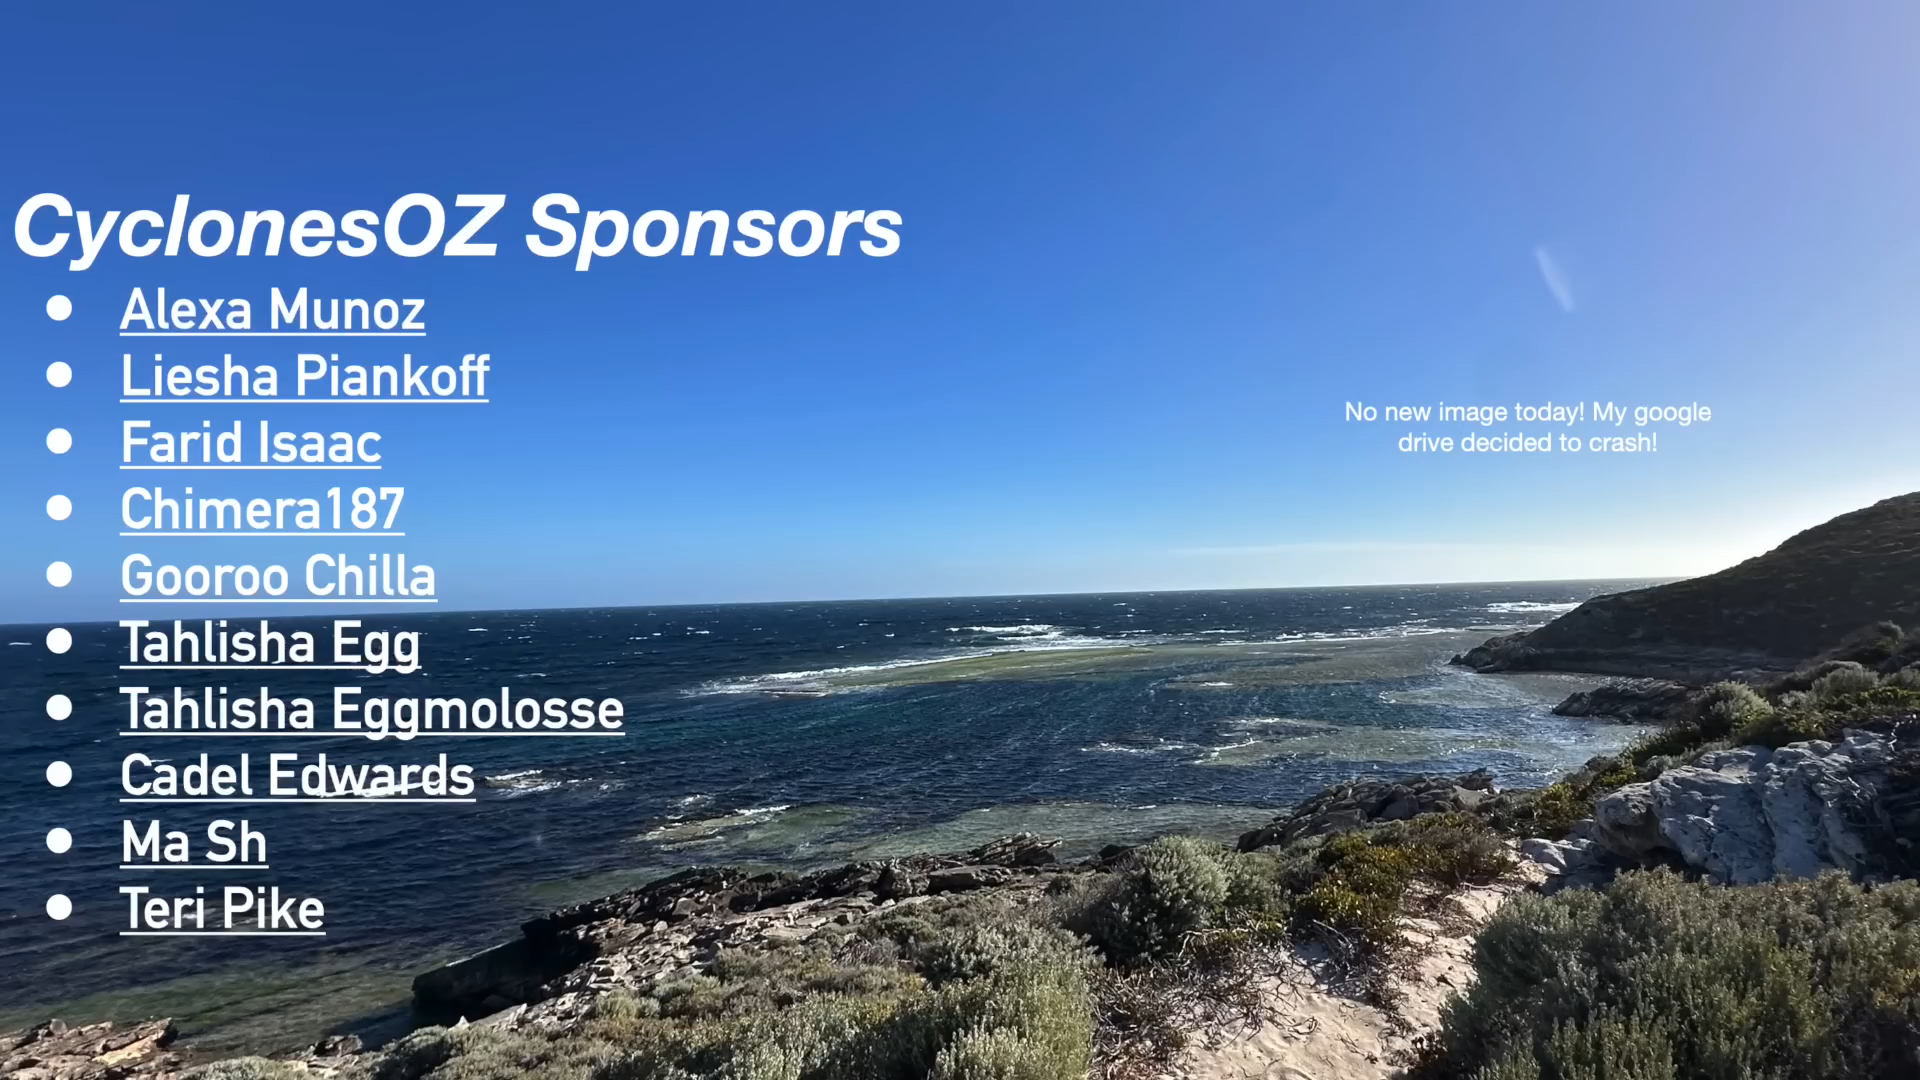 CyclonesOZ Sponsors
• Alexa Munoz
• Liesha Piankoff
• Farid Isaac
• Chimera187
• Gooroo Chilla
• Tahlisha Egg
• Tahlisha Eggmolosse
• Cadel Edwards
• Ma Sh
• Teri Pike
No new image today! My google
drive decided to crash!